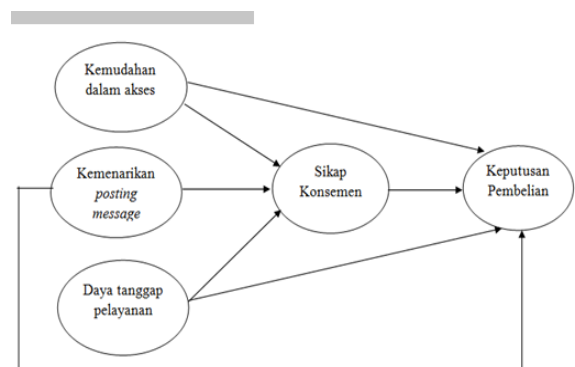 Kemudahan
dalam akses
Kemenarikan
posting
message
Daya tanggap
pelayanan
Sikap
Konsemen
Keputusan
Pembelian